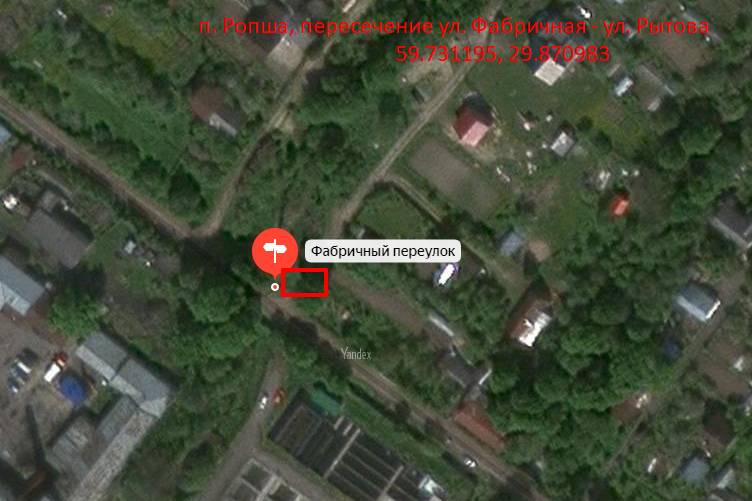 п. Ропша, пересечение ул. Фабричная - ул. Рытова
59.731195, 29.870983
Фабричный переулок
Yandex